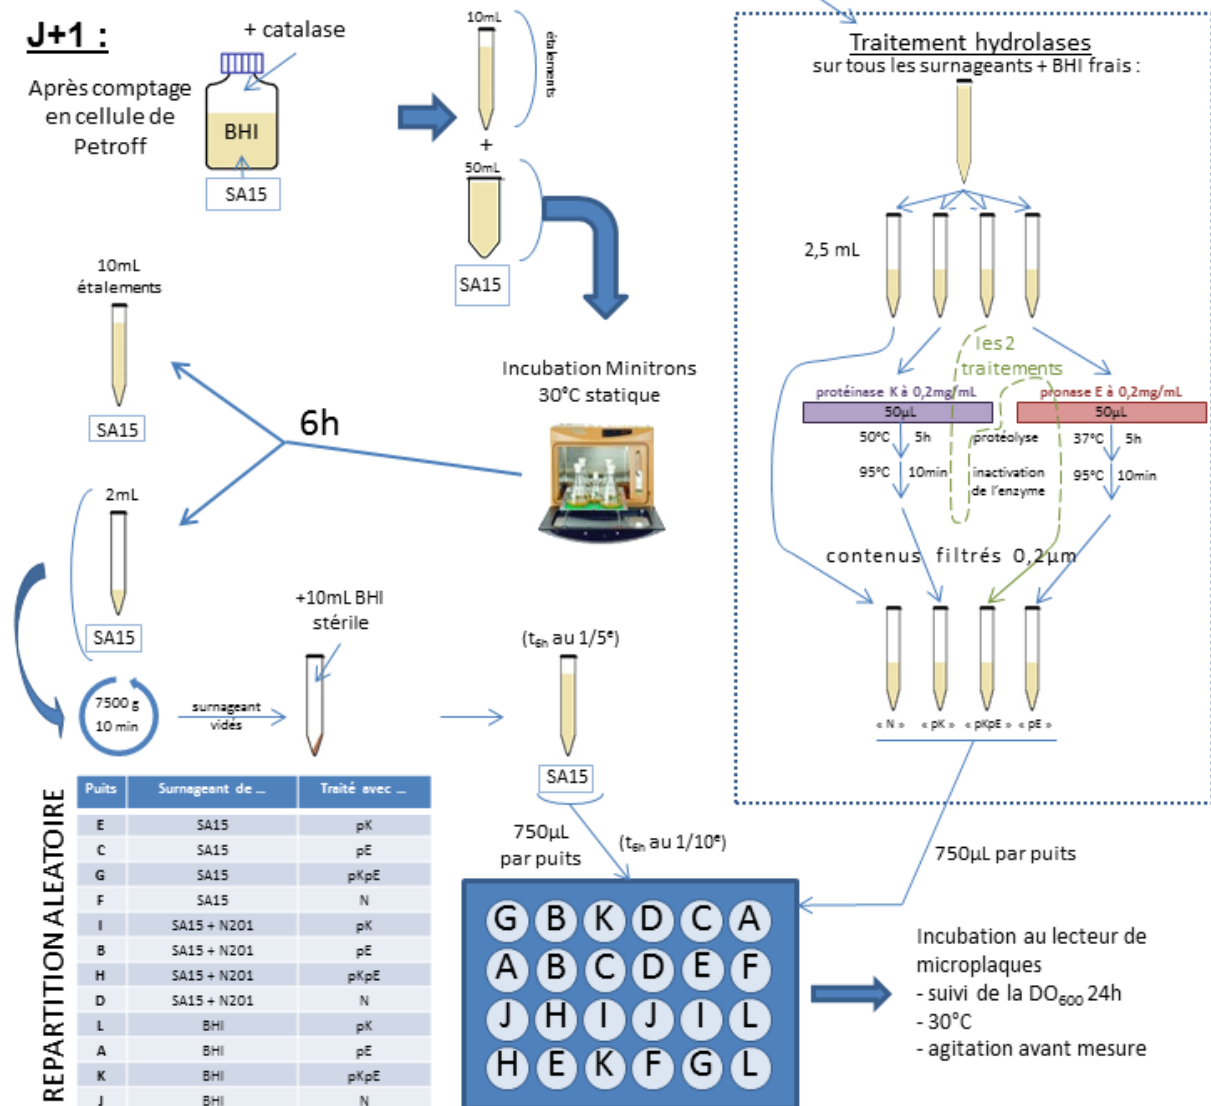 J+1 :
Après comptage
en cellule de
Petroff
+ catalase
BHI
SA15
10mL
étalements
+
50mL
SA15
Incubation Minitrons
30°C statique
6h
10mL
étalements
SA15
2mL
SA15
7500 g
10 min
surnageant
vidés
+10mL BHI
stérile
(t6h au 1/5e)
SA15
750µL
par puits
(t6h au 1/10e)
Traitement hydrolases
sur tous les surnageants + BHI frais :
2,5 mL
les 2
traitements
protéinase K à 0,2mg/mL
50µL
pronase E à 0,2mg/mL
50µL
50°C 5h protéolyse 37°C 5h
95°C 10min inactivation
de l'enzyme 95°C 10min
contenus filtrés 0,2µm
« N » « pK » « pKpE » « pE »
750µL par puits
REPARTITION ALEATOIRE
Puits Surnageant de ... Traité avec ...
E SA15 pK
C SA15 pE
G SA15 pKpE
F SA15 N
I SA15 + N201 pK
B SA15 + N201 pE
H SA15 + N201 pKpE
D SA15 + N201 N
L BHI pK
A BHI pE
K BHI pKpE
J BHI N
G B K D C A
A B C D E F
J H I J I L
H E K F G L
Incubation au lecteur de
microplaques
- suivi de la DO600 24h
- 30°C
- agitation avant mesure